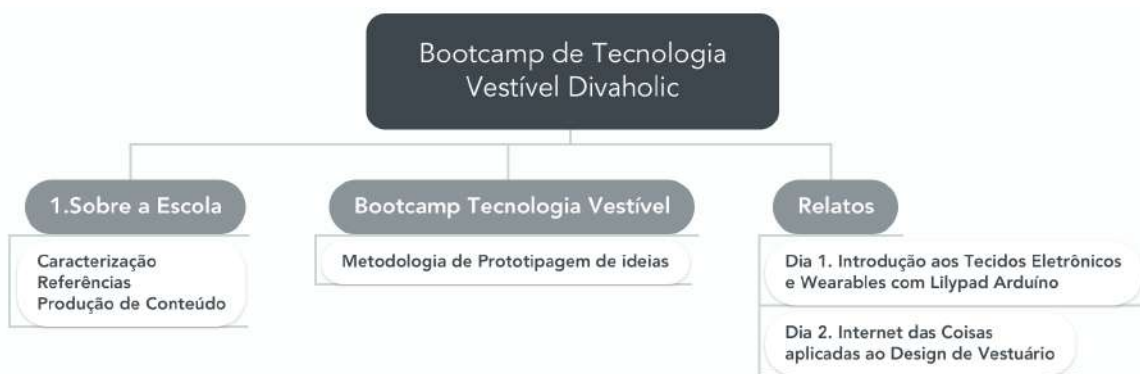 Bootcamp de Tecnologia
Vestível Divaholic
1.Sobre a Escola
Caracterização
Referências
Produção de Conteúdo
Bootcamp Tecnologia Vestível
Metodologia de Prototipagem de ideias
Relatos
Dia 1. Introdução aos Tecidos Eletrônicos
e Wearables com Lilypad Arduíno
Dia 2. Internet das Coisas
aplicadas ao Design de Vestuário